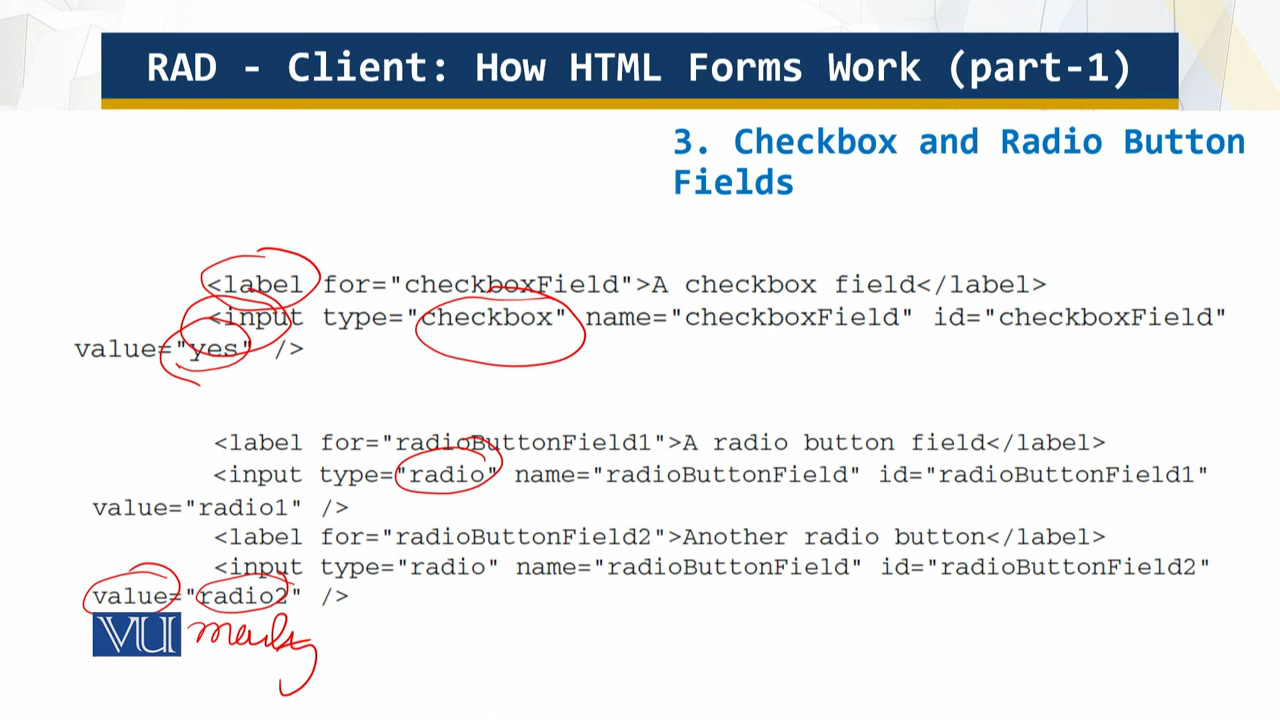 RAD - Client: How HTML Forms Work (part-1)
3. Checkbox and Radio Button
Fields
<label for="checkboxField">A checkbox field</label>
<input type="checkbox" name="checkboxField" id="checkboxField"
value="yes" />
<label for="radioButtonField1">A radio button field</label>
<input type="radio" name="radioButtonField" id="radioButtonField1"
value="radio1" />
<label for="radioButtonField2">Another radio button</label>
<input type="radio" name="radioButtonField" id="radioButtonField2"
value="radio2" />
VU